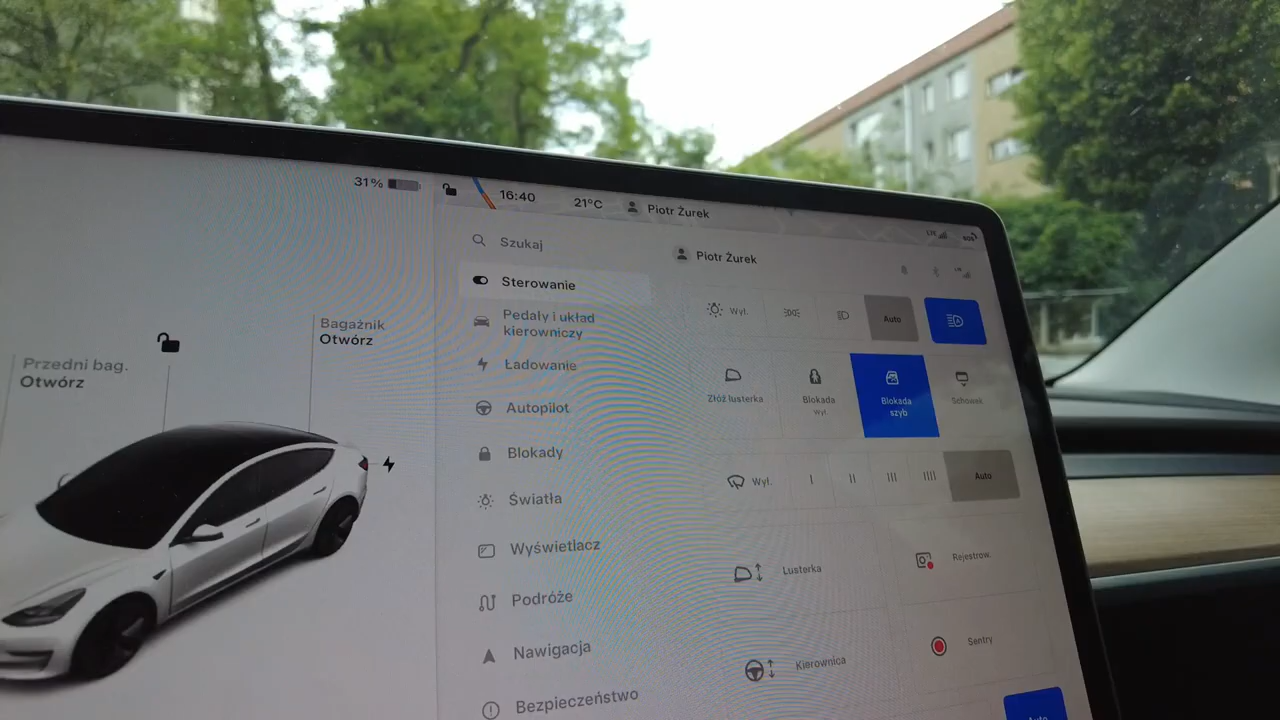 31%
16:40
21°C
Piotr Żurek
LTE
Szukaj
Piotr Żurek
Sterowanie
Pedały i układ
kierowniczy
Ładowanie
Autopilot
Blokady
Światła
Wyświetlacz
Podróże
Nawigacja
Bezpieczeństwo
Przedni bag.
Otwórz
Bagażnik
Otwórz
Wył.
Auto
Złóż lusterka
Blokada
Wył.
Blokada
szyb
Schowek
Wył.
I
II
III
IIII
Auto
Lusterka
Rejestrow.
Kierownica
Sentry
Auto